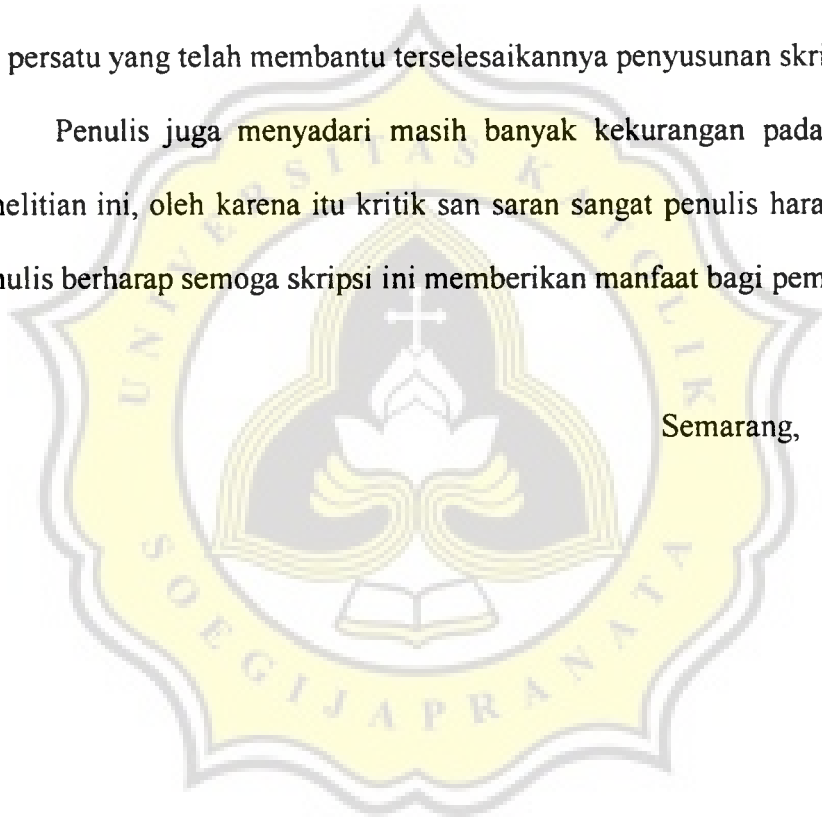 persatu yang telah membantu terselesaikannya penyusunan skri
Penulis juga menyadari masih banyak kekurangan pada
nelitian ini, oleh karena itu kritik san saran sangat penulis hara
nulis berharap semoga skripsi ini memberikan manfaat bagi pem
Semarang,
UNIVERSITAS KATOLIK
SOEGIJAPRANATA